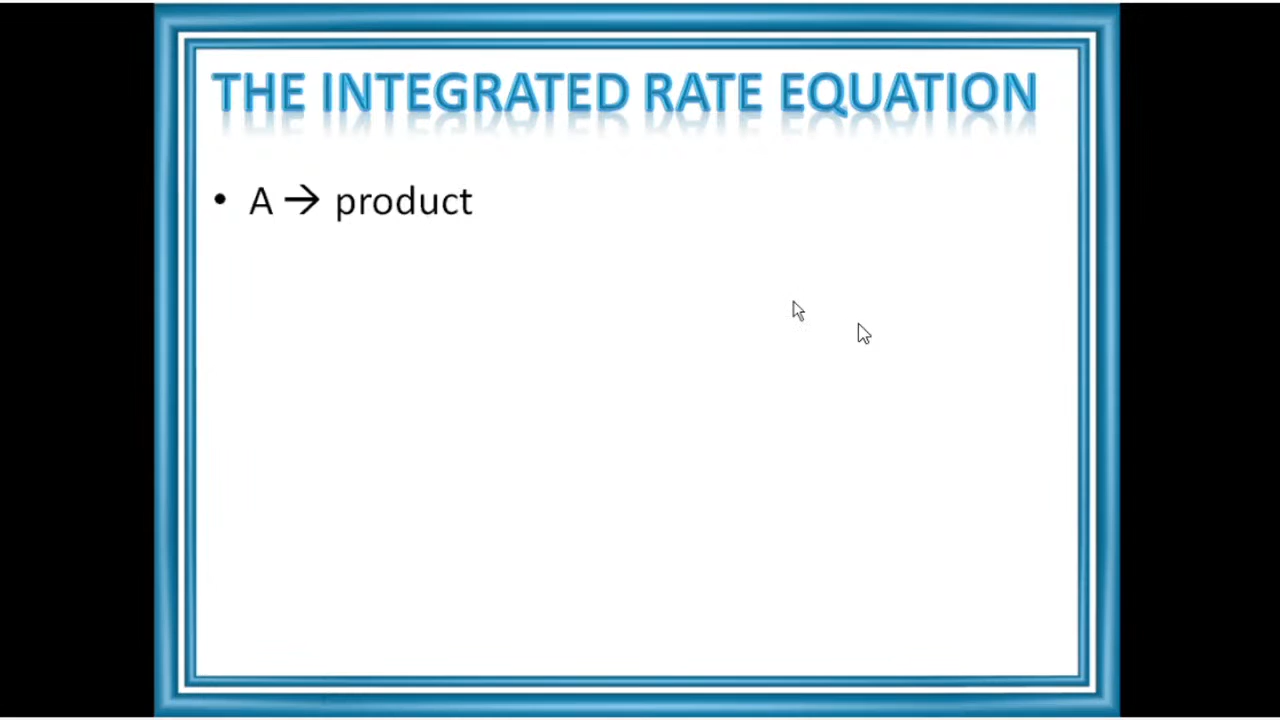 THE INTEGRATED RATE EQUATION
• A → product